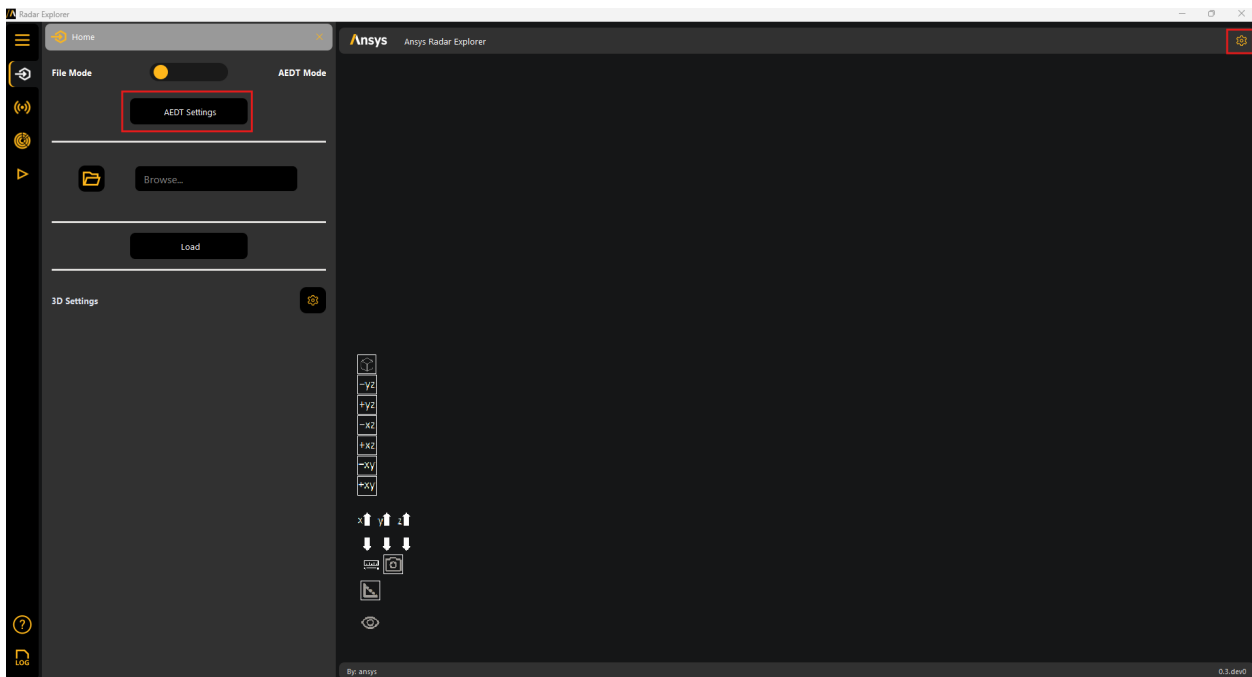 Radar Explorer
Home
Ansys Ansys Radar Explorer
File Mode AEDT Mode
AEDT Settings
Browse...
Load
3D Settings
-yz
+yz
-xz
+xz
-xy
+xy
x y z
?
LOG
By: ansys 0.3.dev0